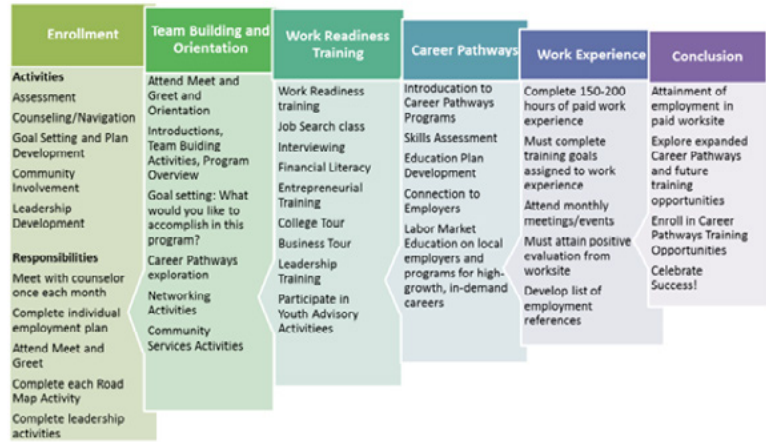 Enrollment
Activities
Assessment
Counseling/Navigation
Goal Setting and Plan
Development
Community
Involvement
Leadership
Development
Responsibilities
Meet with counselor
once each month
Complete individual
employment plan
Attend Meet and
Greet
Complete each Road
Map Activity
Complete leadership
activities
Team Building and
Orientation
Attend Meet and
Greet and
Orientation
Introductions,
Team Buiding
Activities, Program
Overview
Goal setting: What
would you like to
accomplish in this
program?
Career Pathways
exploration
Networking
Activities
Community
Services Activities
Work Readiness
Training
Work Readiness
training
Job Search class
Interviewing
Financial Literacy
Entrepreneurial
Training
College Tour
Business Tour
Leadership
Training
Participate in
Youth Advisory
Activitiees
Career Pathways
Introducation to
Career Pathways
Programs
Skills Assessment
Education Plan
Development
Connection to
Employers
Labor Market
Education on local
employers and
programs for high-
growth, in-demand
careers
Work Experience
Complete 150-200
hours of paid work
experience
Must complete
training goals
assigned to work
experience
Attend monthly
meetings/events
Must attain positive
evaluation from
worksite
Develop list of
employment
references
Conclusion
Attainment of
employment in
paid worksite
Explore expanded
Career Pathways
and future
training
opportunities
Enroll in Career
Pathways Training
Opportunities
Celebrate
Success!